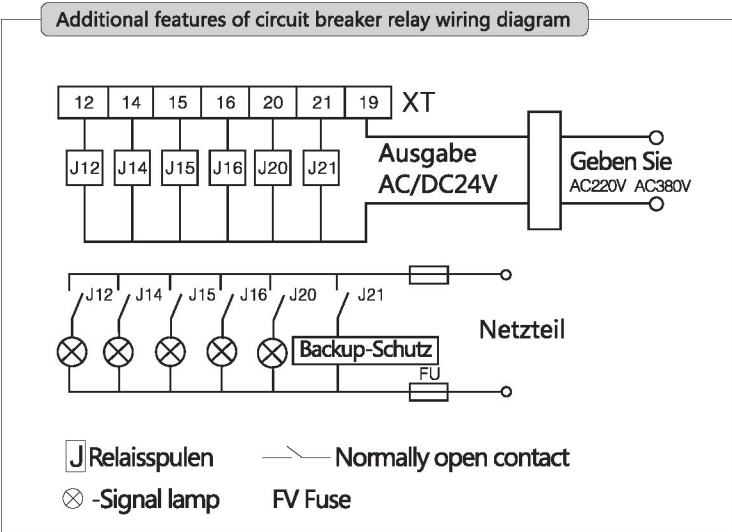 Additional features of circuit breaker relay wiring diagram
12 14 15 16 20 21 19 XT
J12 J14 J15 J16 J20 J21
Ausgabe
AC/DC24V
Geben Sie
AC220V AC380V
J12 J14 J15 J16 J20 J21
Netzteil
Backup-Schutz
FU
J Relaisspulen
Normally open contact
-Signal lamp
FV Fuse